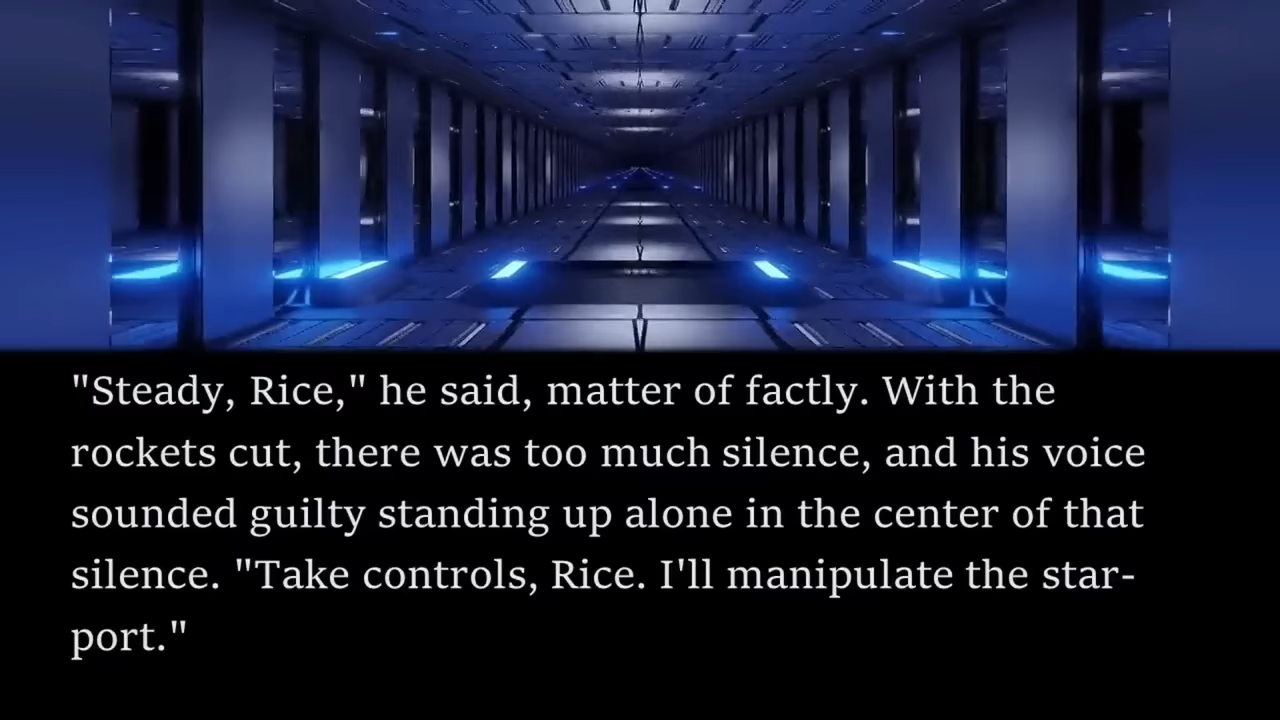 "Steady, Rice," he said, matter of factly. With the
rockets cut, there was too much silence, and his voice
sounded guilty standing up alone in the center of that
silence. "Take controls, Rice. I'll manipulate the star-
port."